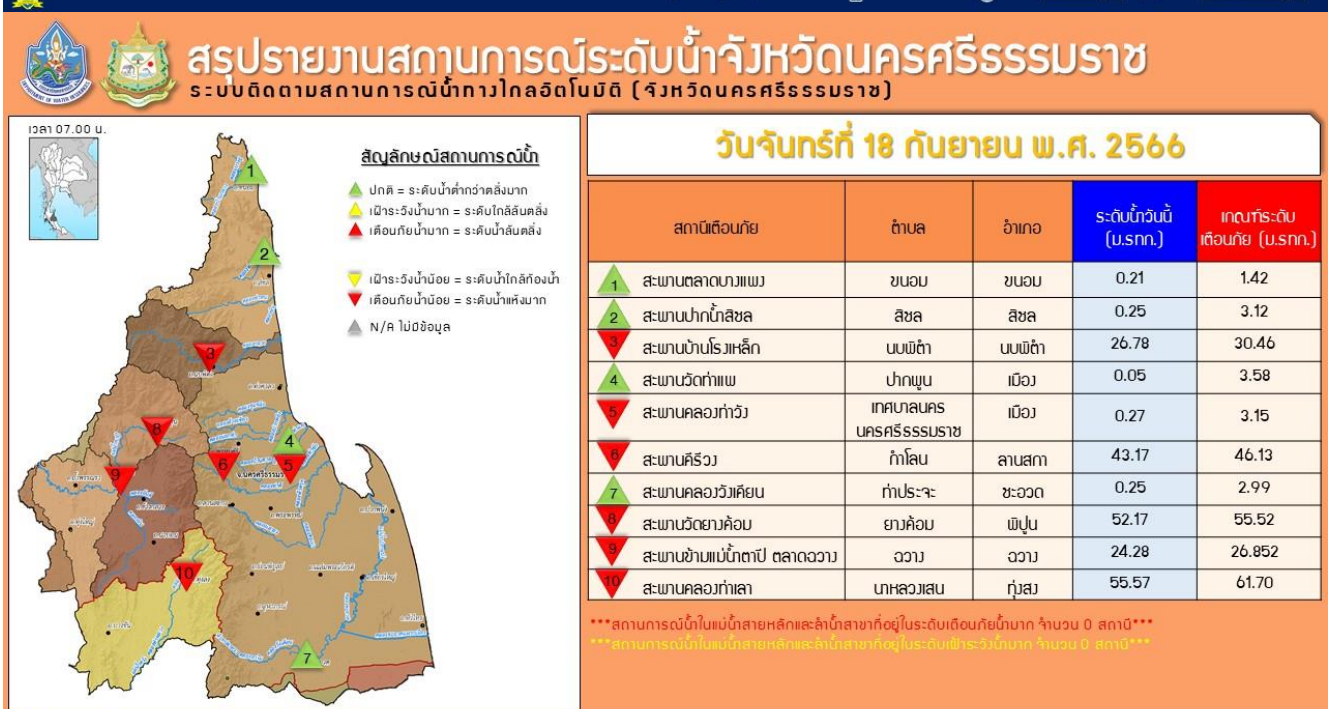 สรุปรายงานสถานการณ์ระดับน้ำจังหวัดนครศรีธรรมราช
ระบบติดตามสถานการณ์น้ำทางไกลอัตโนมัติ (จังหวัดนครศรีธรรมราช)
เวลา 07.00 น.
สัญลักษณ์สถานการณ์น้ำ
ปกติ = ระดับน้ำต่ำกว่าตลิ่งมาก
เฝ้าระวังน้ำมาก = ระดับใกล้ล้นตลิ่ง
เตือนภัยน้ำมาก = ระดับน้ำล้นตลิ่ง
เฝ้าระวังน้ำน้อย = ระดับน้ำใกล้ท้องน้ำ
เตือนภัยน้ำน้อย = ระดับน้ำแห้งมาก
N/A ไม่มีข้อมูล
1
2
3
4
8
6
5
9
10
7
วันจันทร์ที่ 18 กันยายน พ.ศ. 2566
สถานีเตือนภัย ตำบล อำเภอ ระดับน้ำวันนี้ (ม.รทก.) เกณฑ์ระดับเตือนภัย (ม.รทก.)
1 สะพานตลาดบางแพง ขนอม ขนอม 0.21 1.42
2 สะพานปากน้ำสิชล สิชล สิชล 0.25 3.12
3 สะพานบ้านโรงเหล็ก นบพิตำ นบพิตำ 26.78 30.46
4 สะพานวัดท่าแพ ปากพูน เมือง 0.05 3.58
5 สะพานคลองท่าวัง เทศบาลนครนครศรีธรรมราช เมือง 0.27 3.15
6 สะพานคีรีวง กำโลน ลานสกา 43.17 46.13
7 สะพานคลองวังเคียน ท่าประจะ ชะอวด 0.25 2.99
8 สะพานวัดยางค้อม ยางค้อม พิปูน 52.17 55.52
9 สะพานข้ามแม่น้ำตาปี ตลาดฉวาง ฉวาง ฉวาง 24.28 26.852
10 สะพานคลองท่าเลา นาหลวงเสน ทุ่งสง 55.57 61.70
***สถานการณ์น้ำในแม่น้ำสายหลักและลำน้ำสาขาที่อยู่ในระดับเตือนภัยน้ำมาก จำนวน 0 สถานี***
***สถานการณ์น้ำในแม่น้ำสายหลักและลำน้ำสาขาที่อยู่ในระดับเฝ้าระวังน้ำมาก จำนวน 0 สถานี***